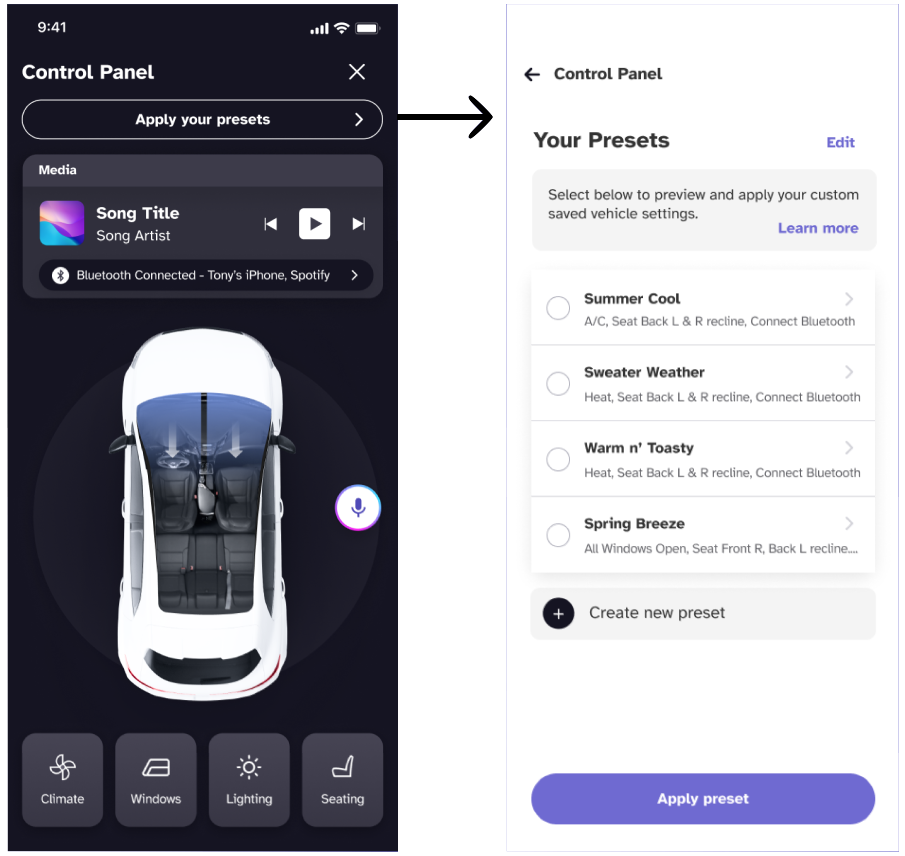 9:41
Control Panel
Apply your presets
Media
Song Title
Song Artist
Bluetooth Connected - Tony's iPhone, Spotify
Climate
Windows
Lighting
Seating
Control Panel
Your Presets
Edit
Select below to preview and apply your custom
saved vehicle settings.
Learn more
Summer Cool
A/C, Seat Back L & R recline, Connect Bluetooth
Sweater Weather
Heat, Seat Back L & R recline, Connect Bluetooth
Warm n’ Toasty
Heat, Seat Back L & R recline, Connect Bluetooth
Spring Breeze
All Windows Open, Seat Front R, Back L recline....
Create new preset
Apply preset